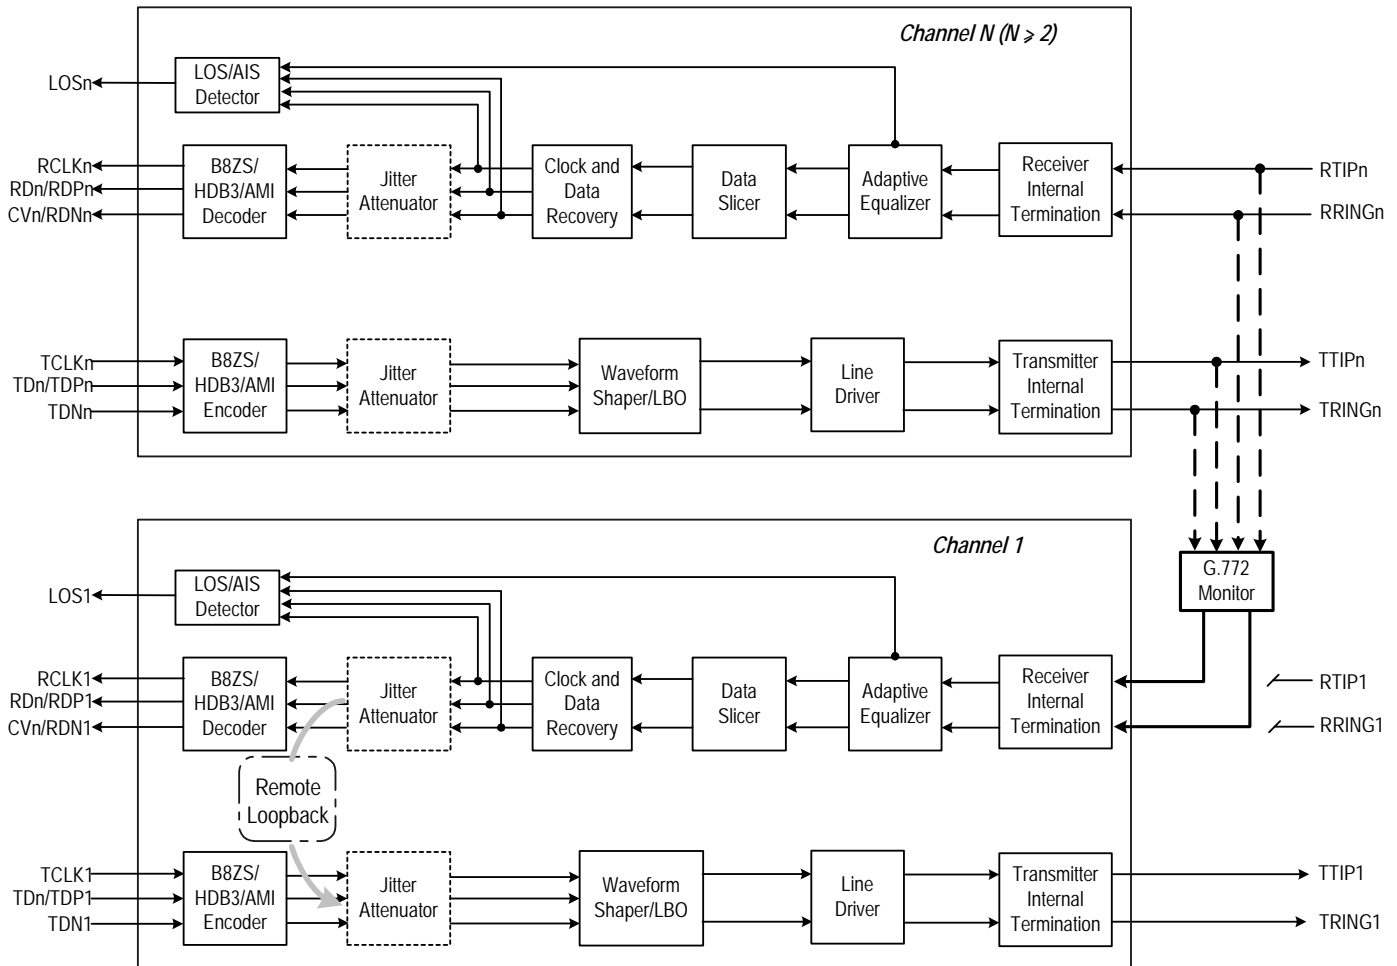 Channel N (N ⩾ 2)
LOSn
LOS/AIS
Detector
RCLKn
RDn/RDPn
CVn/RDNn
B8ZS/
HDB3/AMI
Decoder
Jitter
Attenuator
Clock and
Data
Recovery
Data
Slicer
Adaptive
Equalizer
Receiver
Internal
Termination
RTIPn
RRINGn
TCLKn
TDn/TDPn
TDNn
B8ZS/
HDB3/AMI
Encoder
Jitter
Attenuator
Waveform
Shaper/LBO
Line
Driver
Transmitter
Internal
Termination
TTIPn
TRINGn
Channel 1
G.772
Monitor
LOS1
LOS/AIS
Detector
RCLK1
RDn/RDP1
CVn/RDN1
B8ZS/
HDB3/AMI
Decoder
Jitter
Attenuator
Clock and
Data
Recovery
Data
Slicer
Adaptive
Equalizer
Receiver
Internal
Termination
RTIP1
RRING1
Remote
Loopback
TCLK1
TDn/TDP1
TDN1
B8ZS/
HDB3/AMI
Encoder
Jitter
Attenuator
Waveform
Shaper/LBO
Line
Driver
Transmitter
Internal
Termination
TTIP1
TRING1